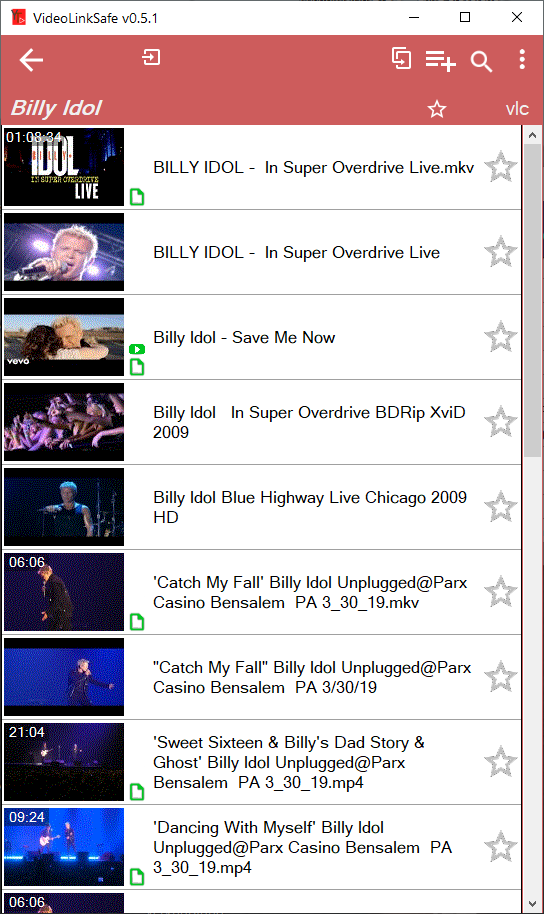 VideoLinkSafe v0.5.1
Billy Idol
vlc
01:08:34
BILLY
IDOL
IN SUPER OVERDRIVE
LIVE
BILLY IDOL -  In Super Overdrive Live.mkv
BILLY IDOL -  In Super Overdrive Live
vevo
Billy Idol - Save Me Now
Billy Idol   In Super Overdrive BDRip XviD
2009
Billy Idol Blue Highway Live Chicago 2009
HD
06:06
'Catch My Fall' Billy Idol Unplugged@Parx
Casino Bensalem  PA 3_30_19.mkv
"Catch My Fall" Billy Idol Unplugged@Parx
Casino Bensalem  PA 3/30/19
21:04
'Sweet Sixteen & Billy's Dad Story &
Ghost' Billy Idol Unplugged@Parx
Bensalem  PA 3_30_19.mp4
09:24
'Dancing With Myself' Billy Idol
Unplugged@Parx Casino Bensalem  PA
3_30_19.mp4
06:06